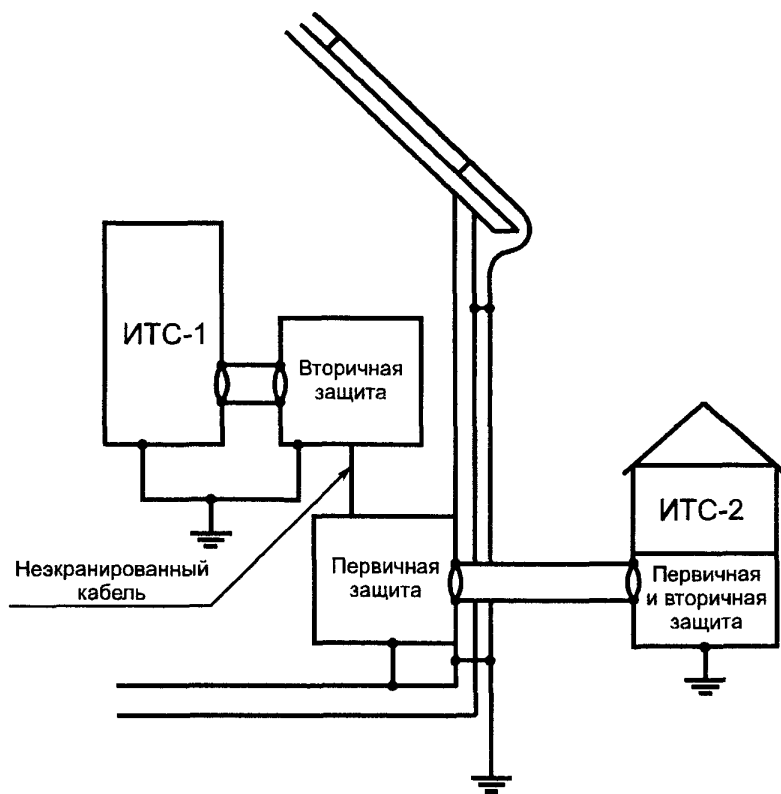 ИТС-1
Вторичная
защита
ИТС-2
Неэкранированный
кабель
Первичная
защита
Первичная
и вторичная
защита